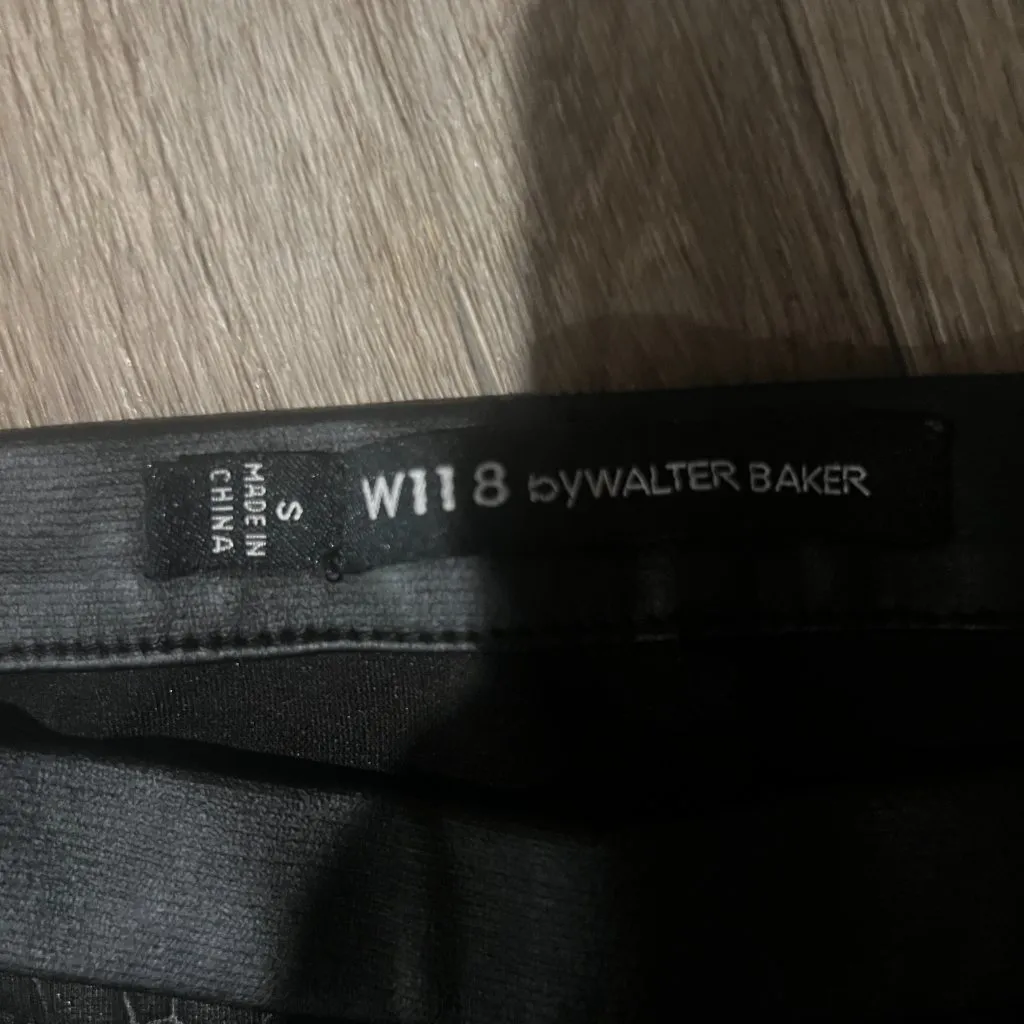 W118 byWALTER BAKER
S
MADE IN
CHINA